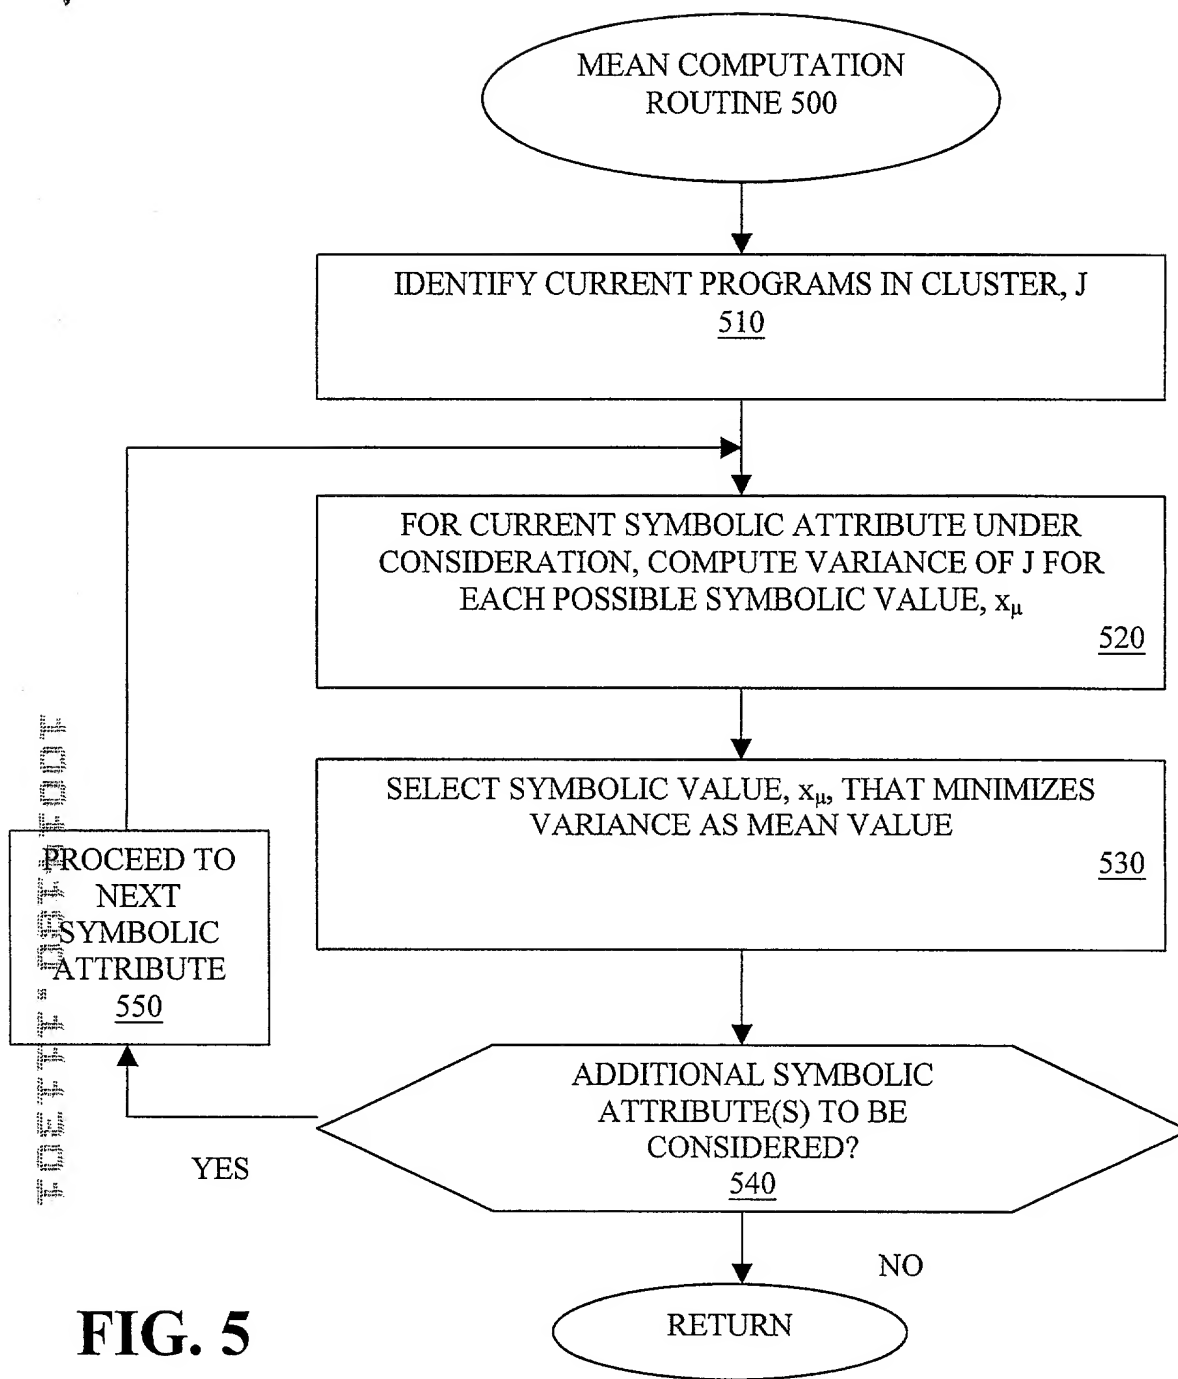 MEAN COMPUTATION
ROUTINE 500
IDENTIFY CURRENT PROGRAMS IN CLUSTER, J
510
FOR CURRENT SYMBOLIC ATTRIBUTE UNDER
CONSIDERATION, COMPUTE VARIANCE OF J FOR
EACH POSSIBLE SYMBOLIC VALUE, xμ
520
SELECT SYMBOLIC VALUE, xμ, THAT MINIMIZES
VARIANCE AS MEAN VALUE
530
PROCEED TO
NEXT
SYMBOLIC
ATTRIBUTE
550
ADDITIONAL SYMBOLIC
ATTRIBUTE(S) TO BE
CONSIDERED?
540
YES
NO
RETURN
FIG. 5